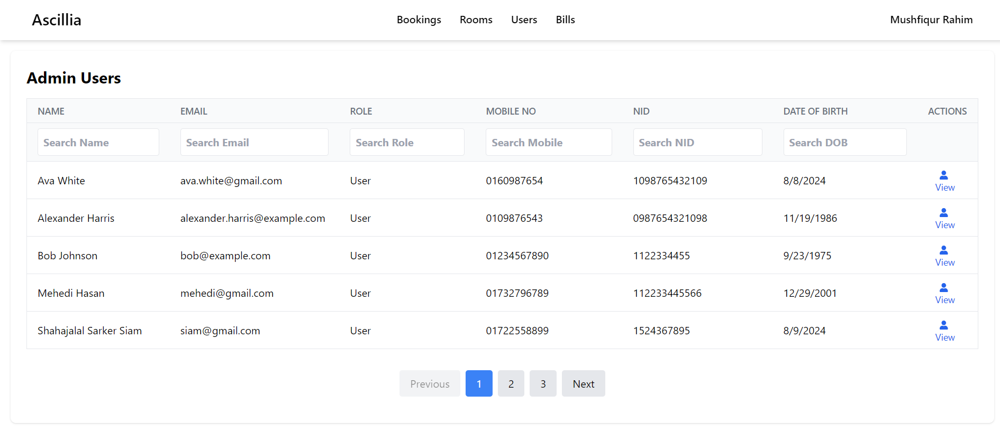 Ascillia Bookings Rooms Users Bills Mushfiqur Rahim
Admin Users
NAME EMAIL ROLE MOBILE NO NID DATE OF BIRTH ACTIONS
Search Name Search Email Search Role Search Mobile Search NID Search DOB
Ava White ava.white@gmail.com User 0160987654 1098765432109 8/8/2024 View
Alexander Harris alexander.harris@example.com User 0109876543 0987654321098 11/19/1986 View
Bob Johnson bob@example.com User 01234567890 1122334455 9/23/1975 View
Mehedi Hasan mehedi@gmail.com User 01732796789 112233445566 12/29/2001 View
Shahajalal Sarker Siam siam@gmail.com User 01722558899 1524367895 8/9/2024 View
Previous 1 2 3 Next